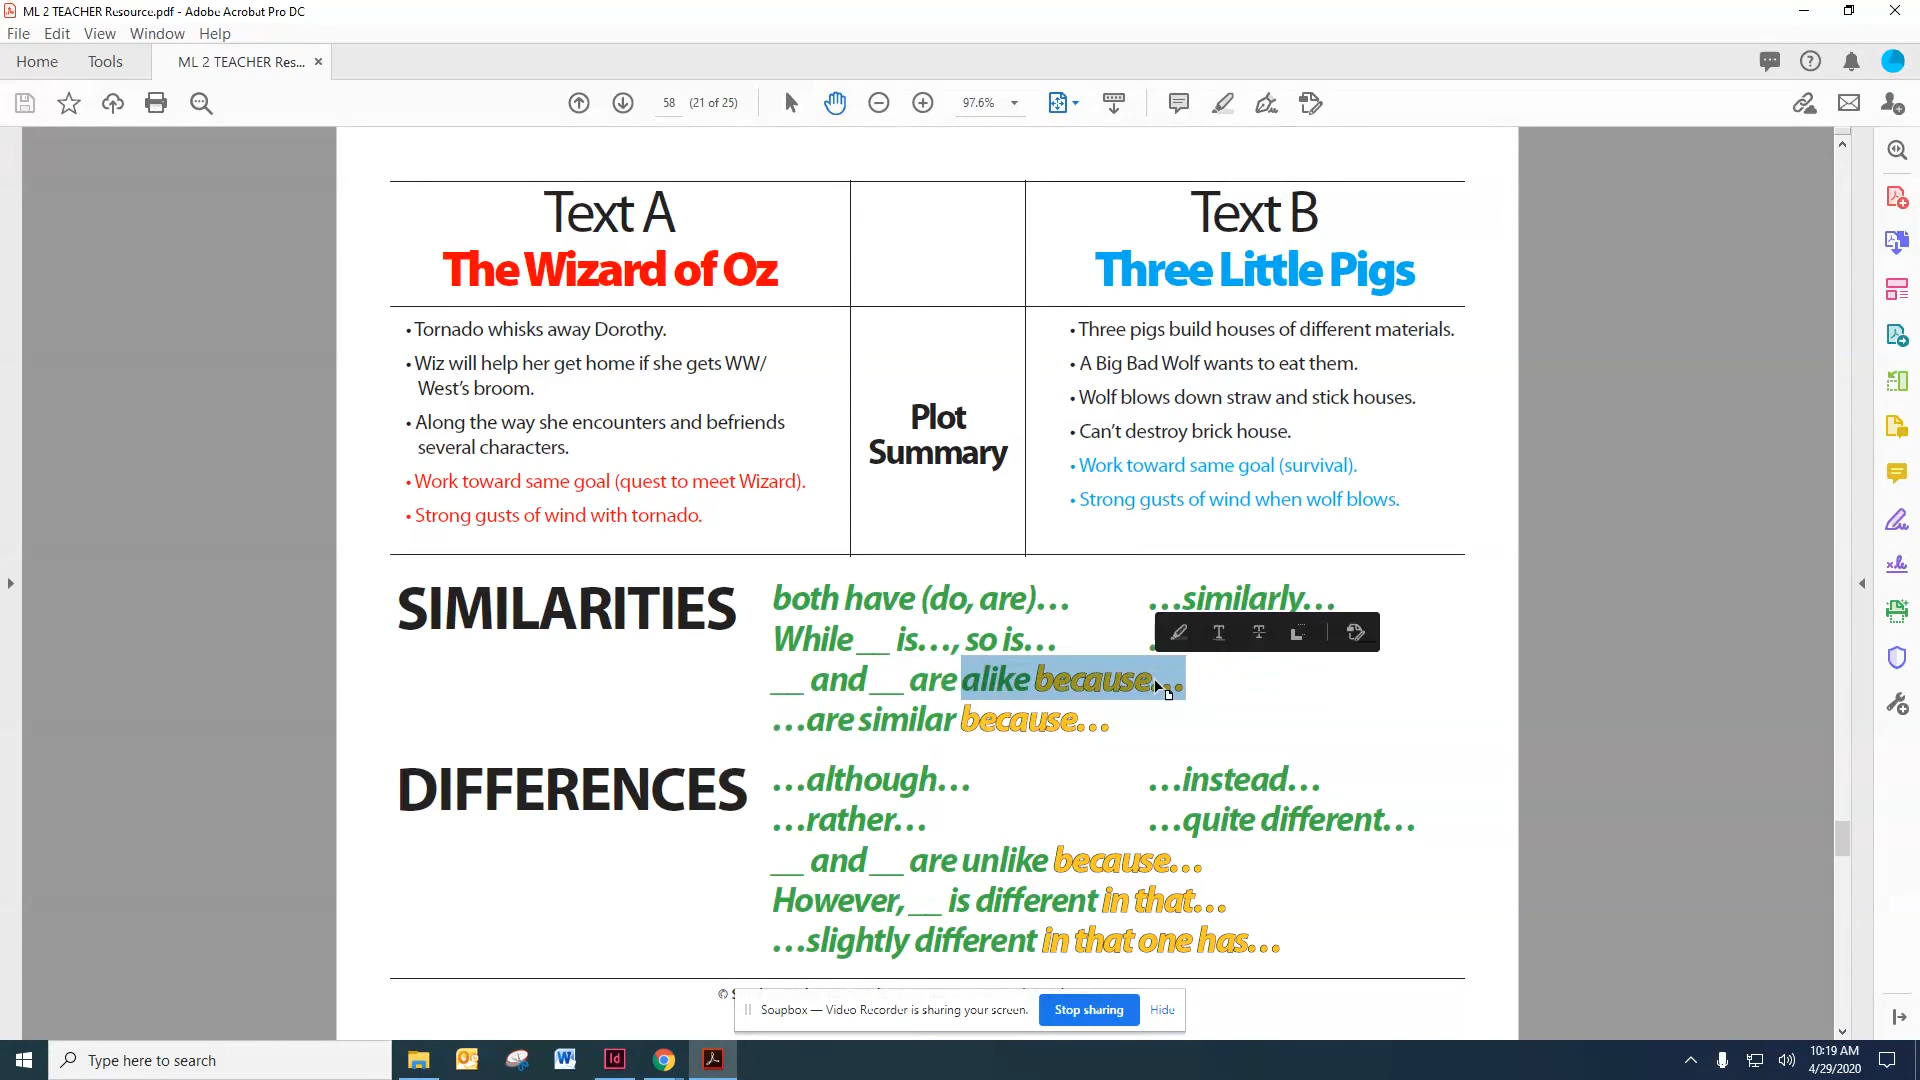 ML 2 TEACHER Resource.pdf - Adobe Acrobat Pro DC
File Edit View Window Help
Home Tools ML 2 TEACHER Res... ×
58 (21 of 25) 97.6%
Text A Text B
The Wizard of Oz Three Little Pigs
• Tornado whisks away Dorothy.
• Wiz will help her get home if she gets WW/
West's broom.
• Along the way she encounters and befriends
several characters.
• Work toward same goal (quest to meet Wizard).
• Strong gusts of wind with tornado.
Plot
Summary
• Three pigs build houses of different materials.
• A Big Bad Wolf wants to eat them.
• Wolf blows down straw and stick houses.
• Can't destroy brick house.
• Work toward same goal (survival).
• Strong gusts of wind when wolf blows.
SIMILARITIES
both have (do, are)… …similarly…
While __ is…, so is…
__ and __ are alike because…
…are similar because…
DIFFERENCES
…although… …instead…
…rather… …quite different…
__ and __ are unlike because…
However, __ is different in that…
…slightly different in that one has…
©
Soapbox — Video Recorder is sharing your screen. Stop sharing Hide
Type here to search
10:19 AM
4/29/2020